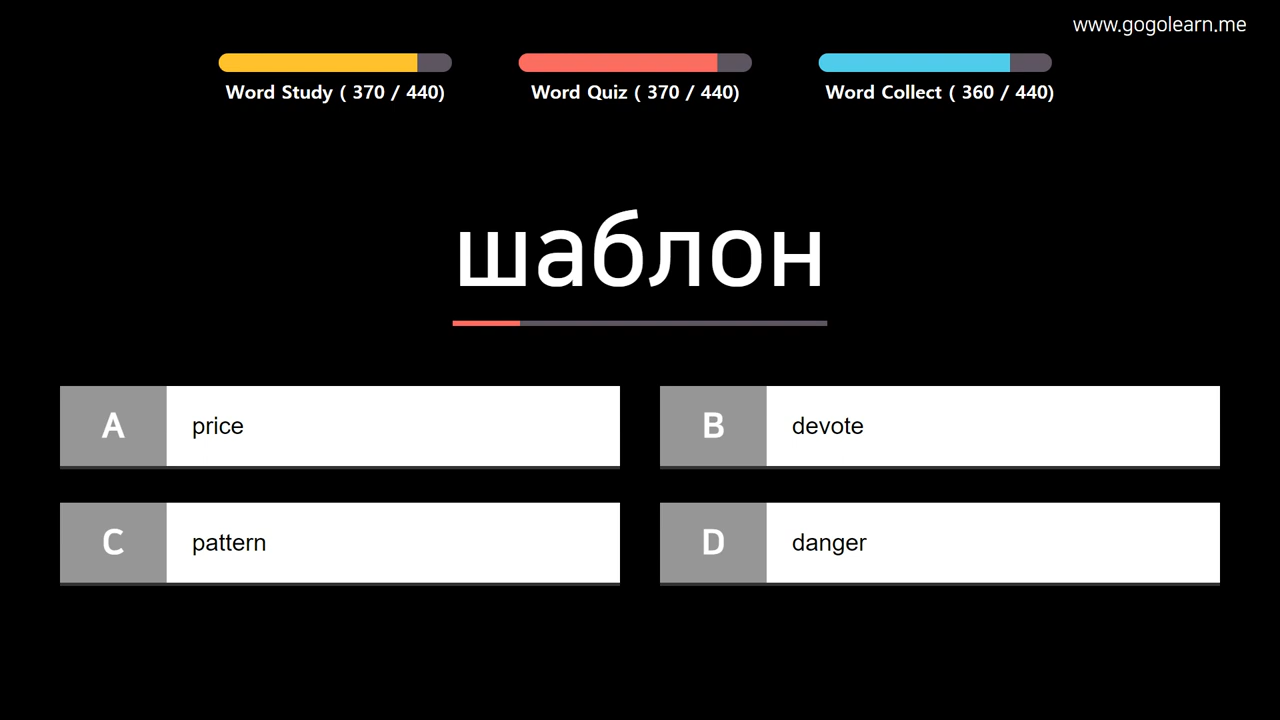 www.gogolearn.me
Word Study ( 370 / 440)
Word Quiz ( 370 / 440)
Word Collect ( 360 / 440)
шаблон
A price
B devote
C pattern
D danger